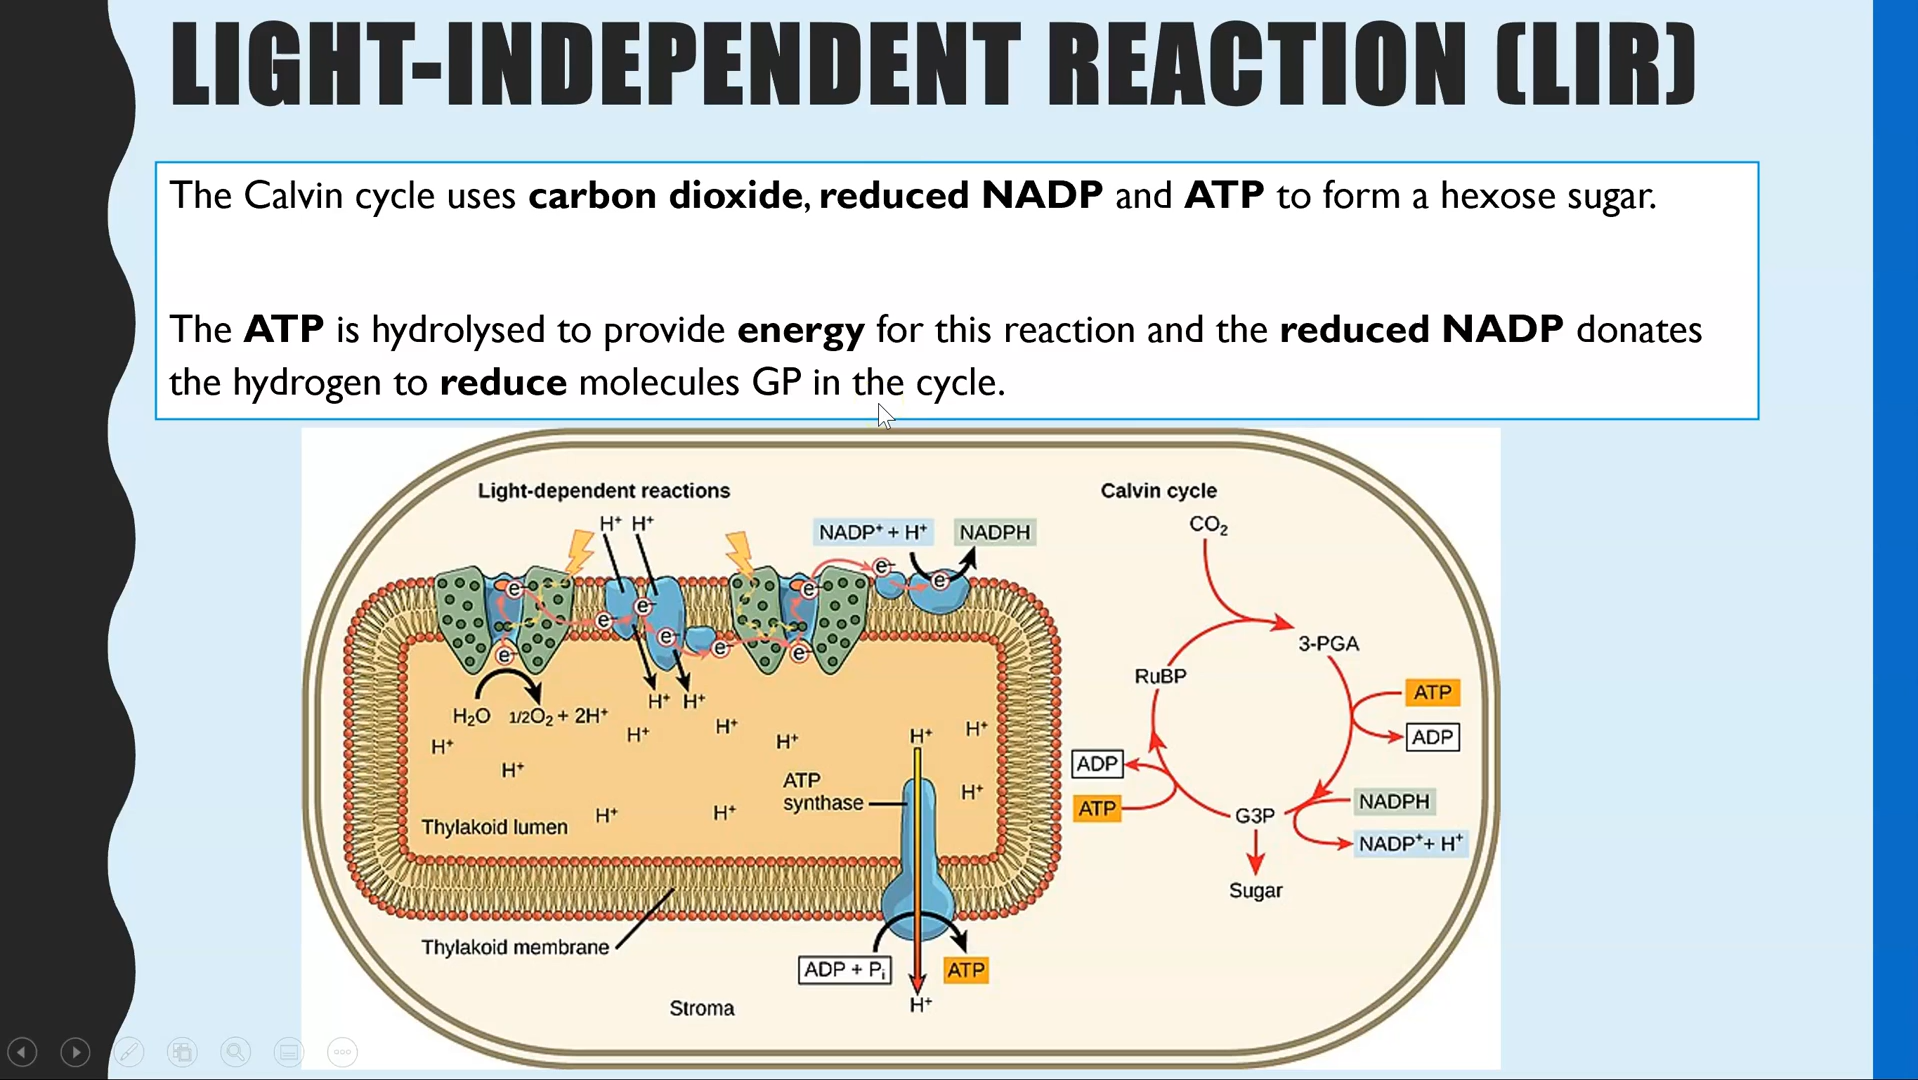 LIGHT-INDEPENDENT REACTION (LIR)
The Calvin cycle uses carbon dioxide, reduced NADP and ATP to form a hexose sugar.
The ATP is hydrolysed to provide energy for this reaction and the reduced NADP donates
the hydrogen to reduce molecules GP in the cycle.
Light-dependent reactions
H⁺ H⁺
NADP⁺ + H⁺
NADPH
e⁻
e⁻
e⁻
e⁻
e⁻
e⁻
e⁻
e⁻
e⁻
e⁻
H₂O
1/2O₂ + 2H⁺
H⁺ H⁺
H⁺
H⁺
H⁺
H⁺
H⁺
H⁺
H⁺
H⁺
H⁺
H⁺
ATP
synthase
Thylakoid lumen
Thylakoid membrane
ADP + Pᵢ
ATP
H⁺
Stroma
Calvin cycle
CO₂
3-PGA
RuBP
ATP
ADP
ADP
ATP
NADPH
G3P
NADP⁺+ H⁺
Sugar